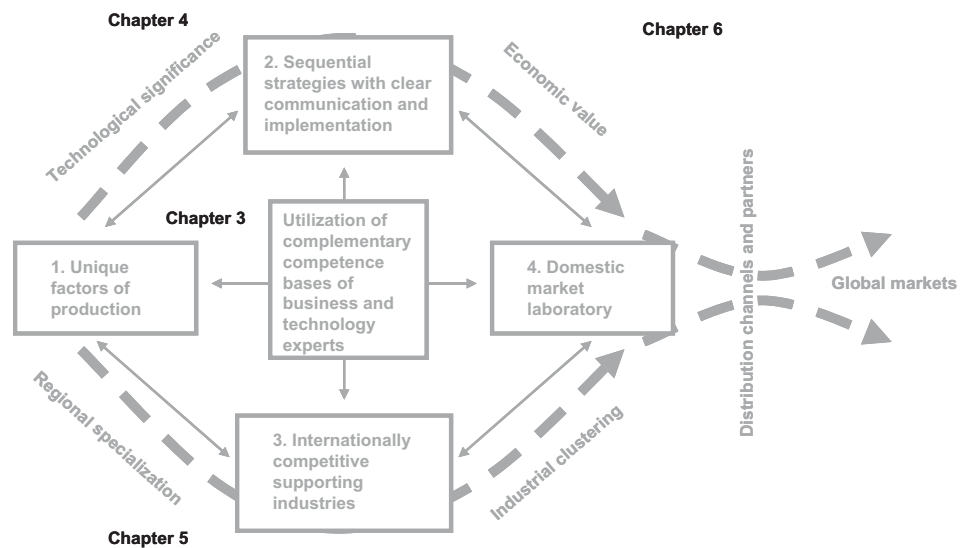 Chapter 4
Chapter 6
Technological significance
2. Sequential
strategies with clear
communication and
implementation
Economic value
Chapter 3
Utilization of
complementary
competence
bases of
business and
technology
experts
1. Unique
factors of
production
4. Domestic
market
laboratory
Distribution channels and partners
Global markets
Regional specialization
3. Internationally
competitive
supporting
industries
Industrial clustering
Chapter 5